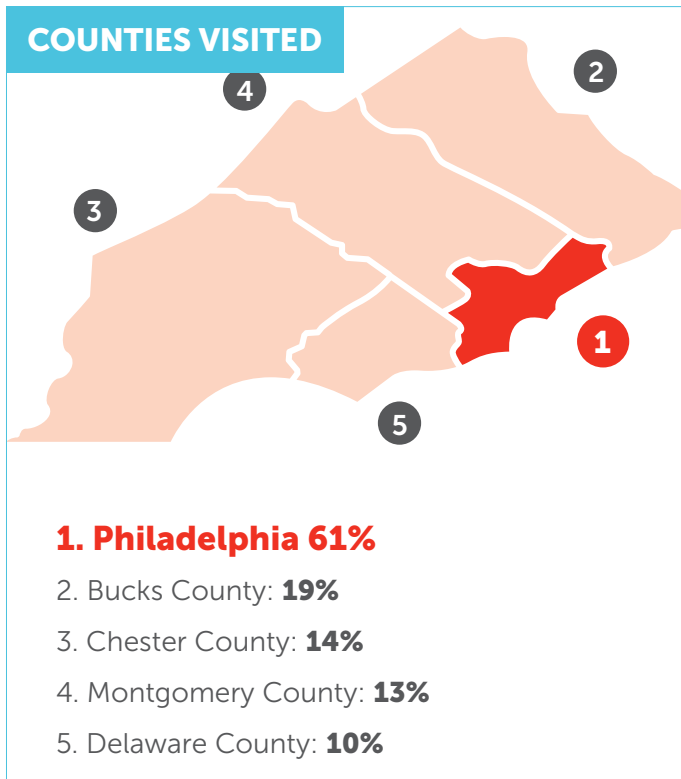 COUNTIES VISITED
2
4
3
1
5
1. Philadelphia 61%
2. Bucks County: 19%
3. Chester County: 14%
4. Montgomery County: 13%
5. Delaware County: 10%